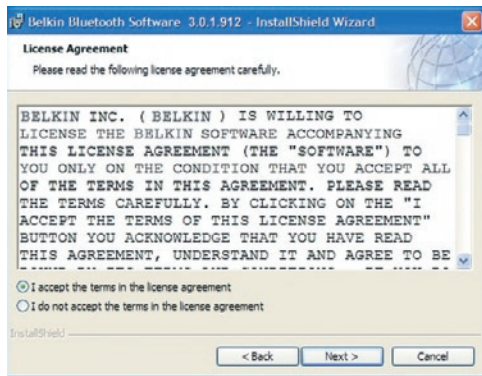 Belkin Bluetooth Software 3.0.1.912 - InstallShield Wizard
License Agreement
Please read the following license agreement carefully.
BELKIN INC. ( BELKIN ) IS WILLING TO
LICENSE THE BELKIN SOFTWARE ACCOMPANYING
THIS LICENSE AGREEMENT (THE "SOFTWARE") TO
YOU ONLY ON THE CONDITION THAT YOU ACCEPT ALL
OF THE TERMS IN THIS AGREEMENT. PLEASE READ
THE TERMS CAREFULLY. BY CLICKING ON THE "I
ACCEPT THE TERMS OF THIS LICENSE AGREEMENT"
BUTTON YOU ACKNOWLEDGE THAT YOU HAVE READ
THIS AGREEMENT, UNDERSTAND IT AND AGREE TO BE
I accept the terms in the license agreement
I do not accept the terms in the license agreement
InstallShield
< Back Next > Cancel